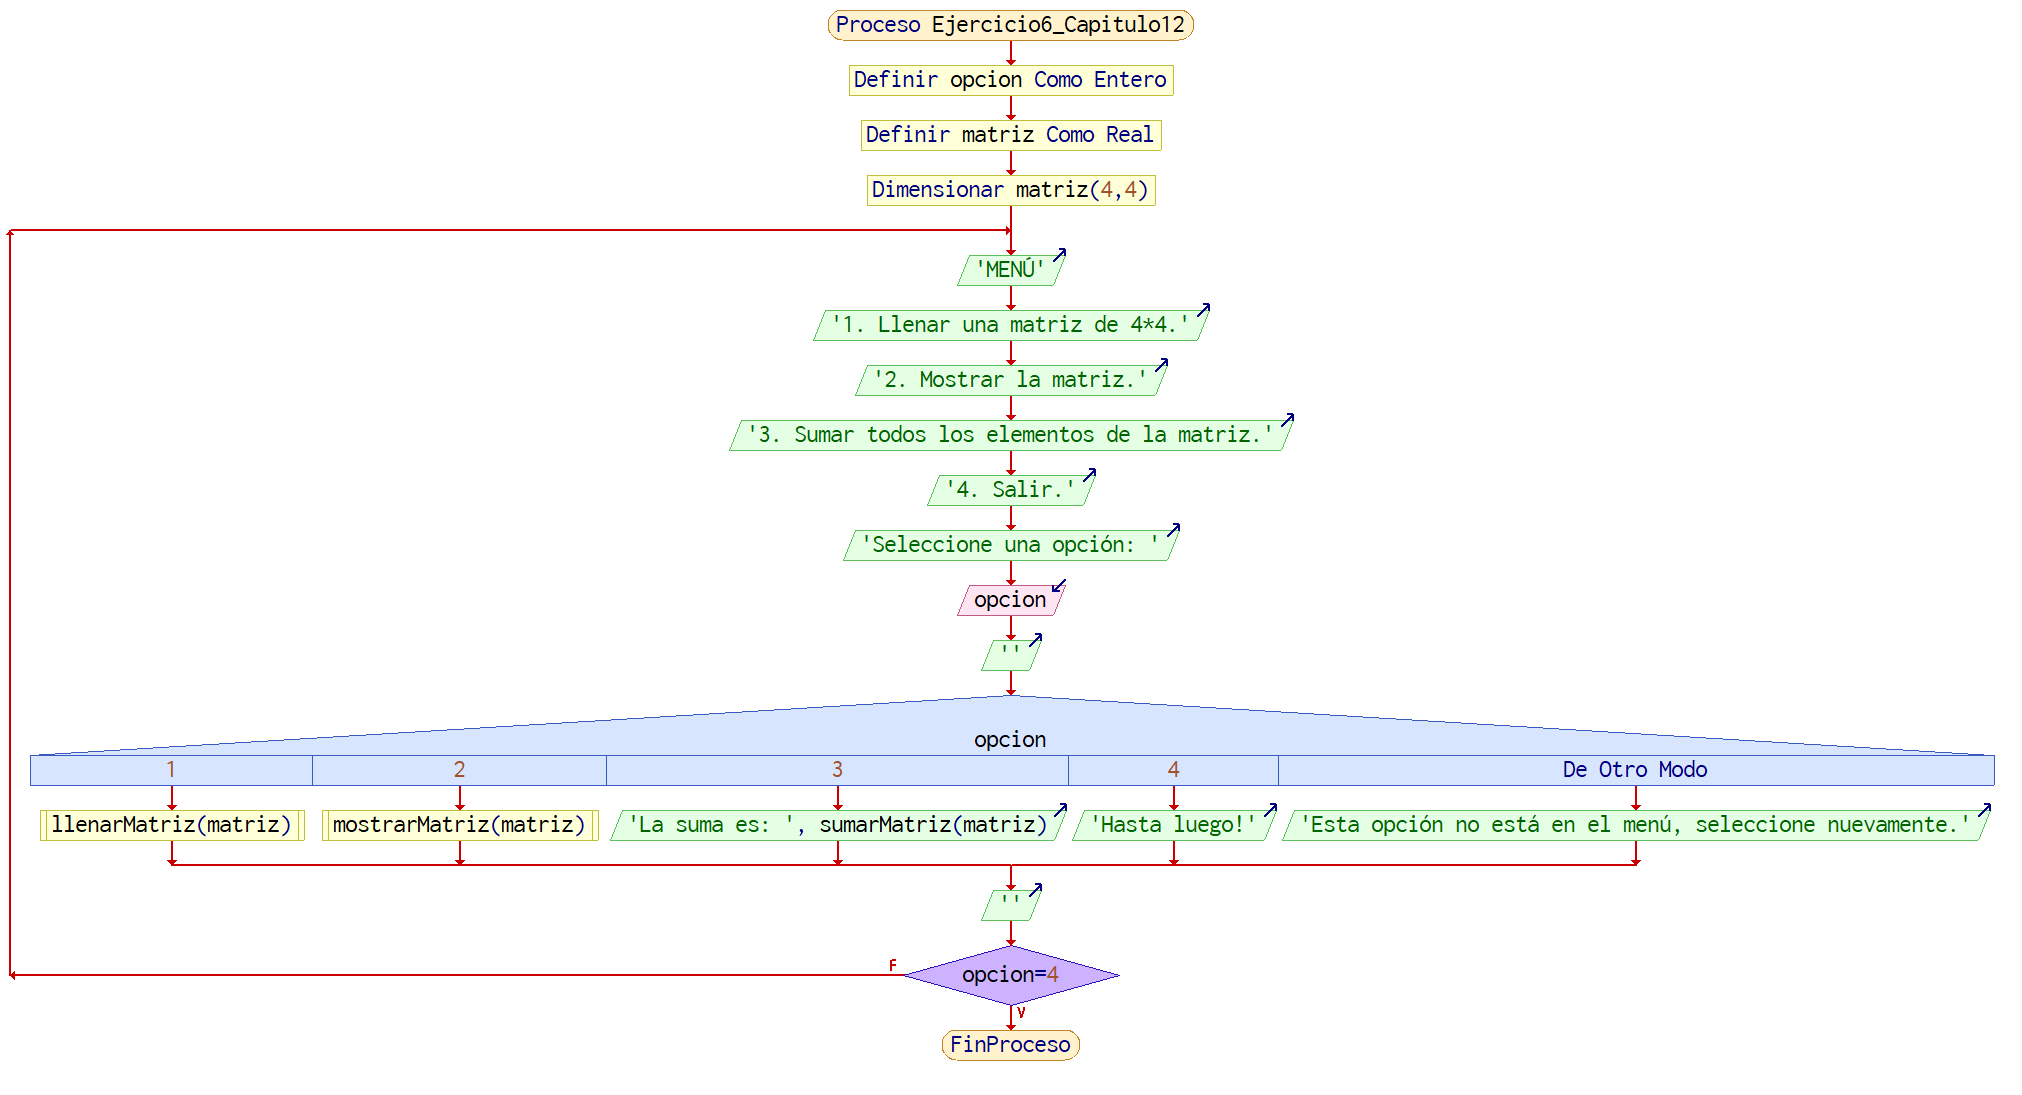 Proceso Ejercicio6_Capitulo12
Definir opcion Como Entero
Definir matriz Como Real
Dimensionar matriz(4,4)
'MENÚ'
'1. Llenar una matriz de 4*4.'
'2. Mostrar la matriz.'
'3. Sumar todos los elementos de la matriz.'
'4. Salir.'
'Seleccione una opción: '
opcion
''
opcion
1 2 3 4 De Otro Modo
llenarMatriz(matriz) mostrarMatriz(matriz) 'La suma es: ', sumarMatriz(matriz) 'Hasta luego!' 'Esta opción no está en el menú, seleccione nuevamente.'
''
F
opcion=4
V
FinProceso